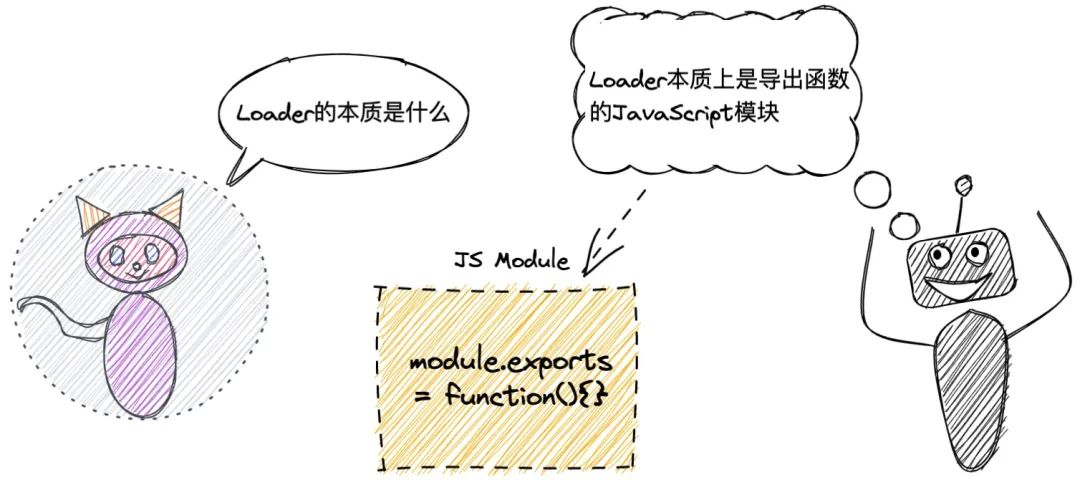 Loader的本质是什么
Loader本质上是导出函数
的JavaScript模块
JS Module
module.exports
= function(){}